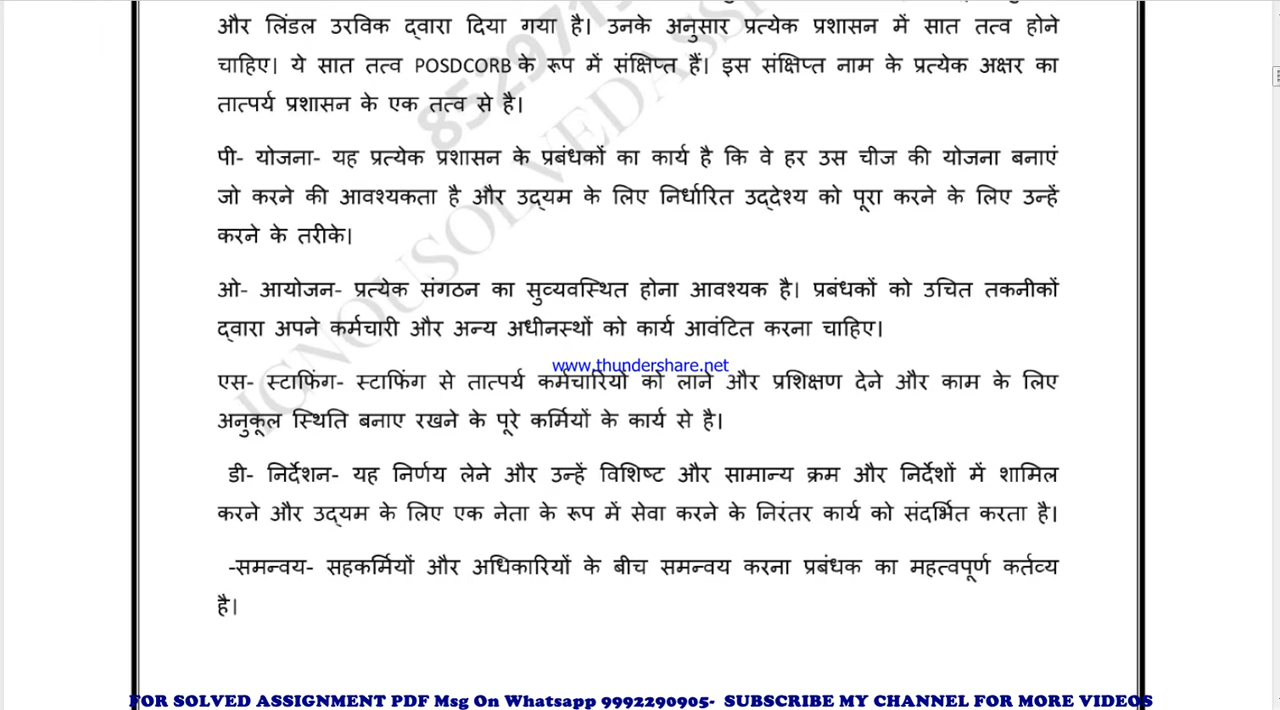 और लिंडल उरविक द्वारा दिया गया है। उनके अनुसार प्रत्येक प्रशासन में सात तत्व होने
चाहिए। ये सात तत्व POSDCORB के रूप में संक्षिप्त हैं। इस संक्षिप्त नाम के प्रत्येक अक्षर का
तात्पर्य प्रशासन के एक तत्व से है।
पी- योजना- यह प्रत्येक प्रशासन के प्रबंधकों का कार्य है कि वे हर उस चीज की योजना बनाएं
जो करने की आवश्यकता है और उद्यम के लिए निर्धारित उद्देश्य को पूरा करने के लिए उन्हें
करने के तरीके।
ओ- आयोजन- प्रत्येक संगठन का सुव्यवस्थित होना आवश्यक है। प्रबंधकों को उचित तकनीकों
द्वारा अपने कर्मचारी और अन्य अधीनस्थों को कार्य आवंटित करना चाहिए।
www.thundershare.net
एस- स्टाफिंग- स्टाफिंग से तात्पर्य कर्मचारियों को लाने और प्रशिक्षण देने और काम के लिए
अनुकूल स्थिति बनाए रखने के पूरे कर्मियों के कार्य से है।
डी- निर्देशन- यह निर्णय लेने और उन्हें विशिष्ट और सामान्य क्रम और निर्देशों में शामिल
करने और उद्यम के लिए एक नेता के रूप में सेवा करने के निरंतर कार्य को संदर्भित करता है।
-समन्वय- सहकर्मियों और अधिकारियों के बीच समन्वय करना प्रबंधक का महत्वपूर्ण कर्तव्य
है।
FOR SOLVED ASSIGNMENT PDF Msg On Whatsapp 9992290905- SUBSCRIBE MY CHANNEL FOR MORE VIDEOS